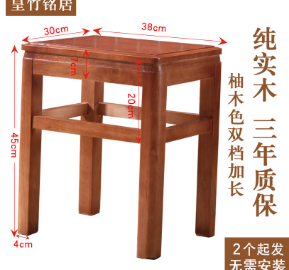 皇竹铭居
30cm
38cm
7cm
20cm
45cm
4cm
纯实木 三年质保
柚木色双档加长
2个起发
无需安装